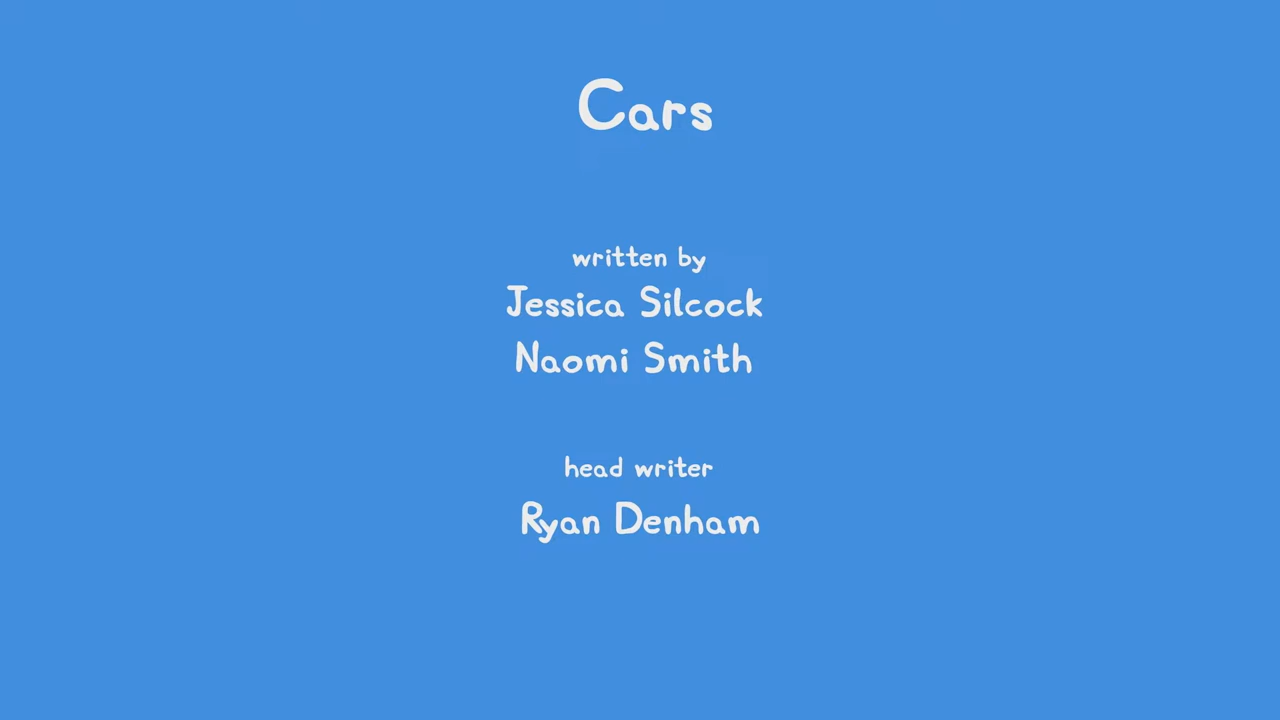 Cars
written by
Jessica Silcock
Naomi Smith
head writer
Ryan Denham